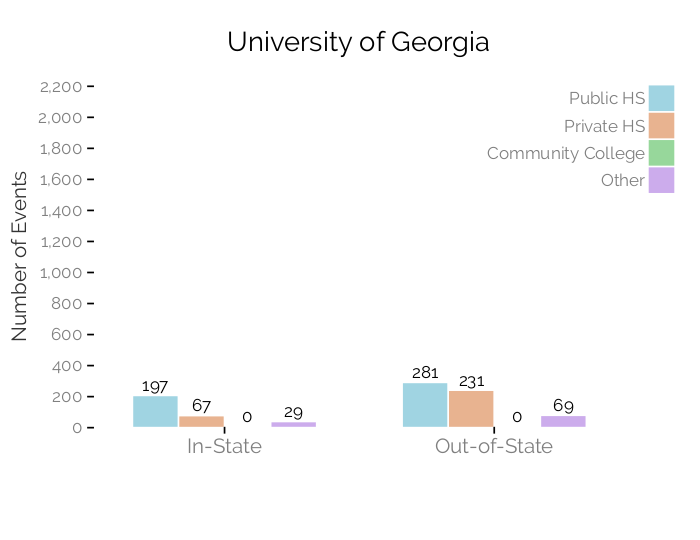 University of Georgia
Number of Events
2,200
2,000
1,800
1,600
1,400
1,200
1,000
800
600
400
200
0
Public HS
Private HS
Community College
Other
197
67
0
29
281
231
0
69
In-State
Out-of-State